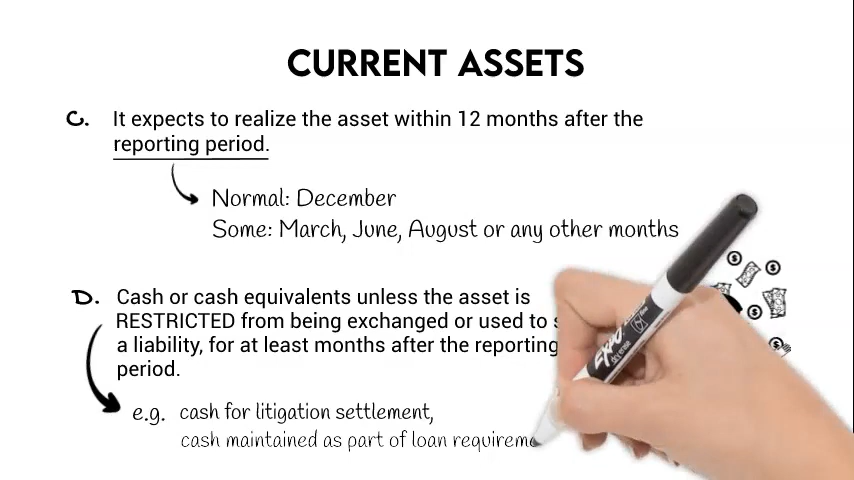 CURRENT ASSETS
C. It expects to realize the asset within 12 months after the
reporting period.
Normal: December
Some: March, June, August or any other months
D. Cash or cash equivalents unless the asset is
RESTRICTED from being exchanged or used to
a liability, for at least months after the reporting
period.
e.g. cash for litigation settlement,
cash maintained as part of loan requirem
EXPO